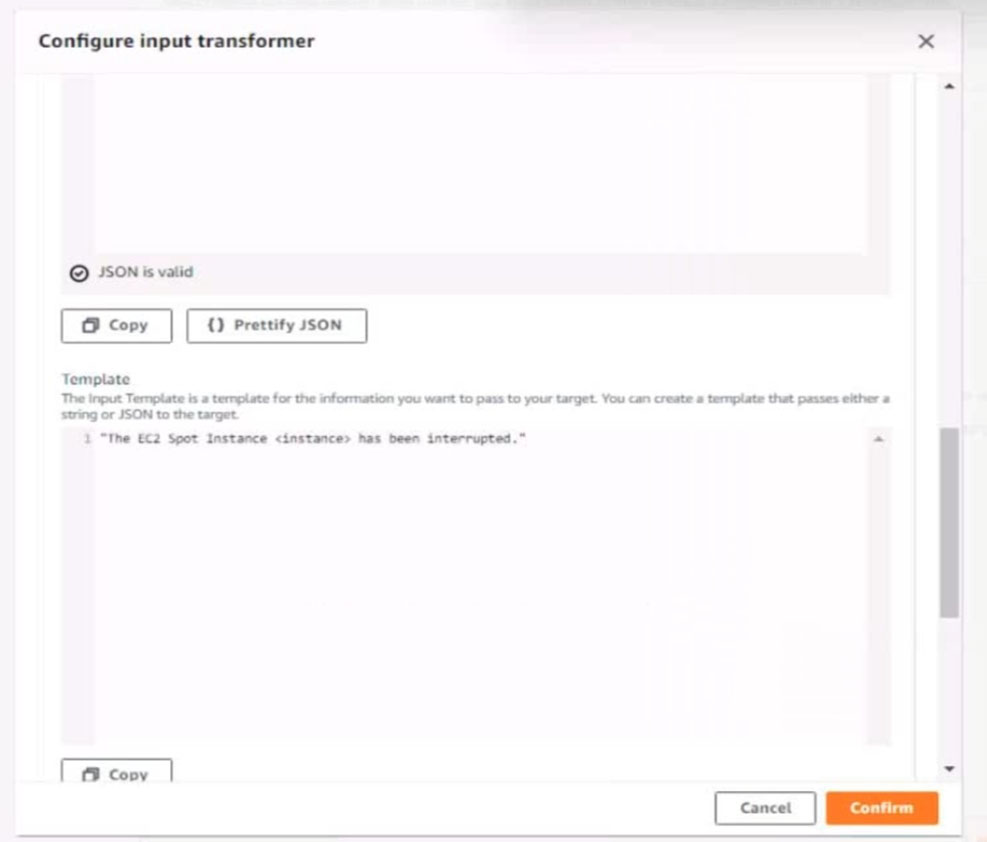 Configure input transformer
JSON is valid
Copy
{} Prettify JSON
Template
The Input Template is a template for the information you want to pass to your target. You can create a template that passes either a
string or JSON to the target.
1 "The EC2 Spot Instance <instance> has been interrupted."
Copy
Cancel
Confirm